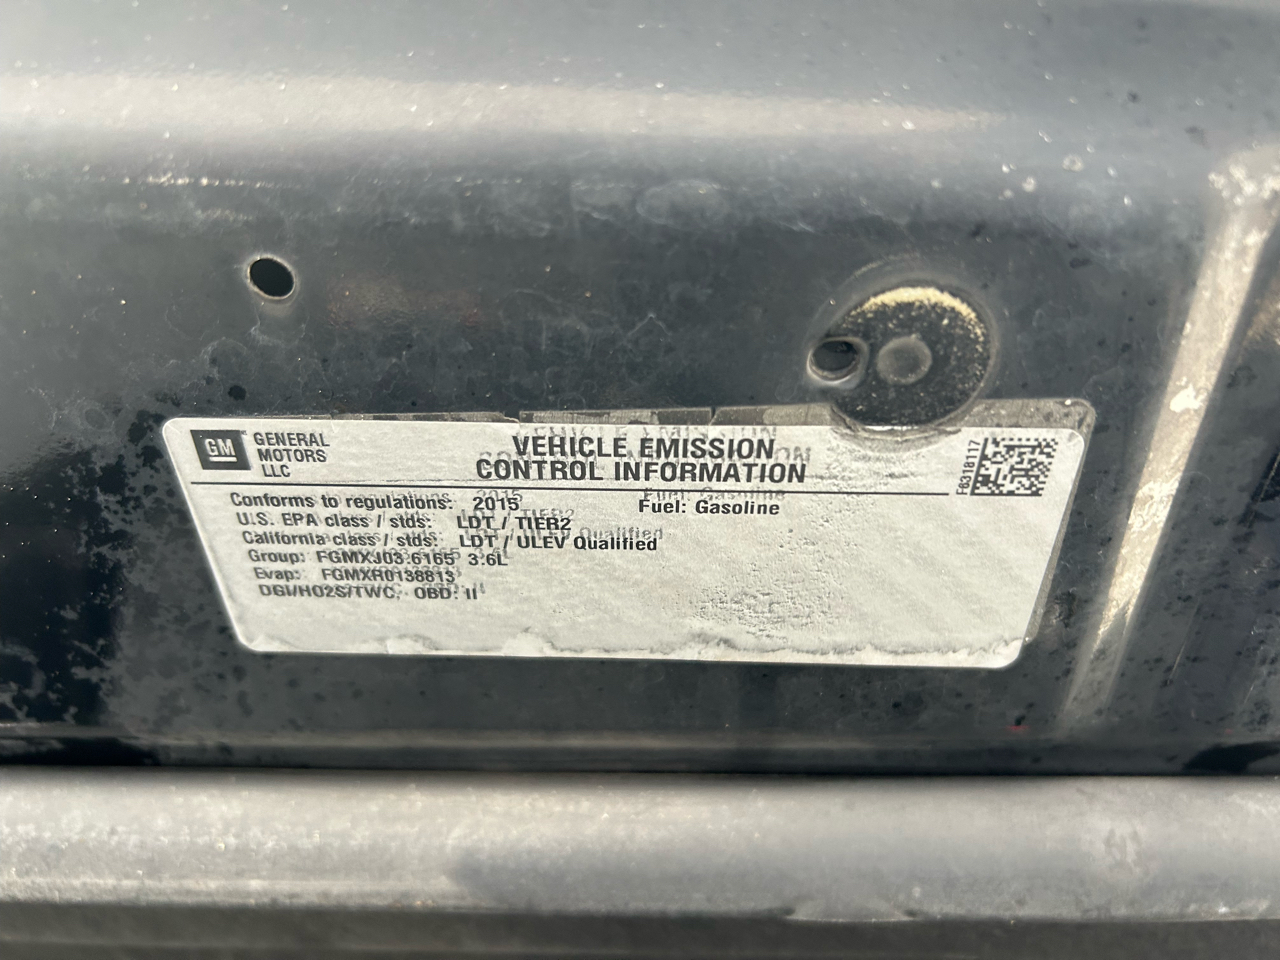 GM GENERAL MOTORS LLC
VEHICLE EMISSION
CONTROL INFORMATION
F6318117
Conforms to regulations: 2015 Fuel: Gasoline
U.S. EPA class / stds: LDT / TIER2
California class / stds: LDT / ULEV Qualified
Group: FGMXJ03.6165 3.6L
Evap: FGMXR0138813
DGI/HO2S/TWC, OBD: II